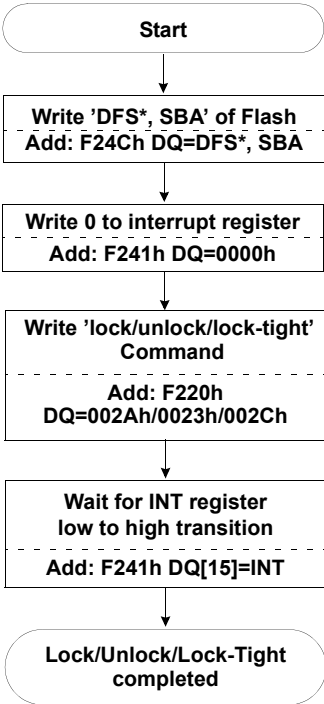 Start
Write ’DFS*, SBA’ of Flash
Add: F24Ch DQ=DFS*, SBA
Write 0 to interrupt register
Add: F241h DQ=0000h
Write ’lock/unlock/lock-tight’
Command
Add: F220h
DQ=002Ah/0023h/002Ch
Wait for INT register
low to high transition
Add: F241h DQ[15]=INT
Lock/Unlock/Lock-Tight
completed